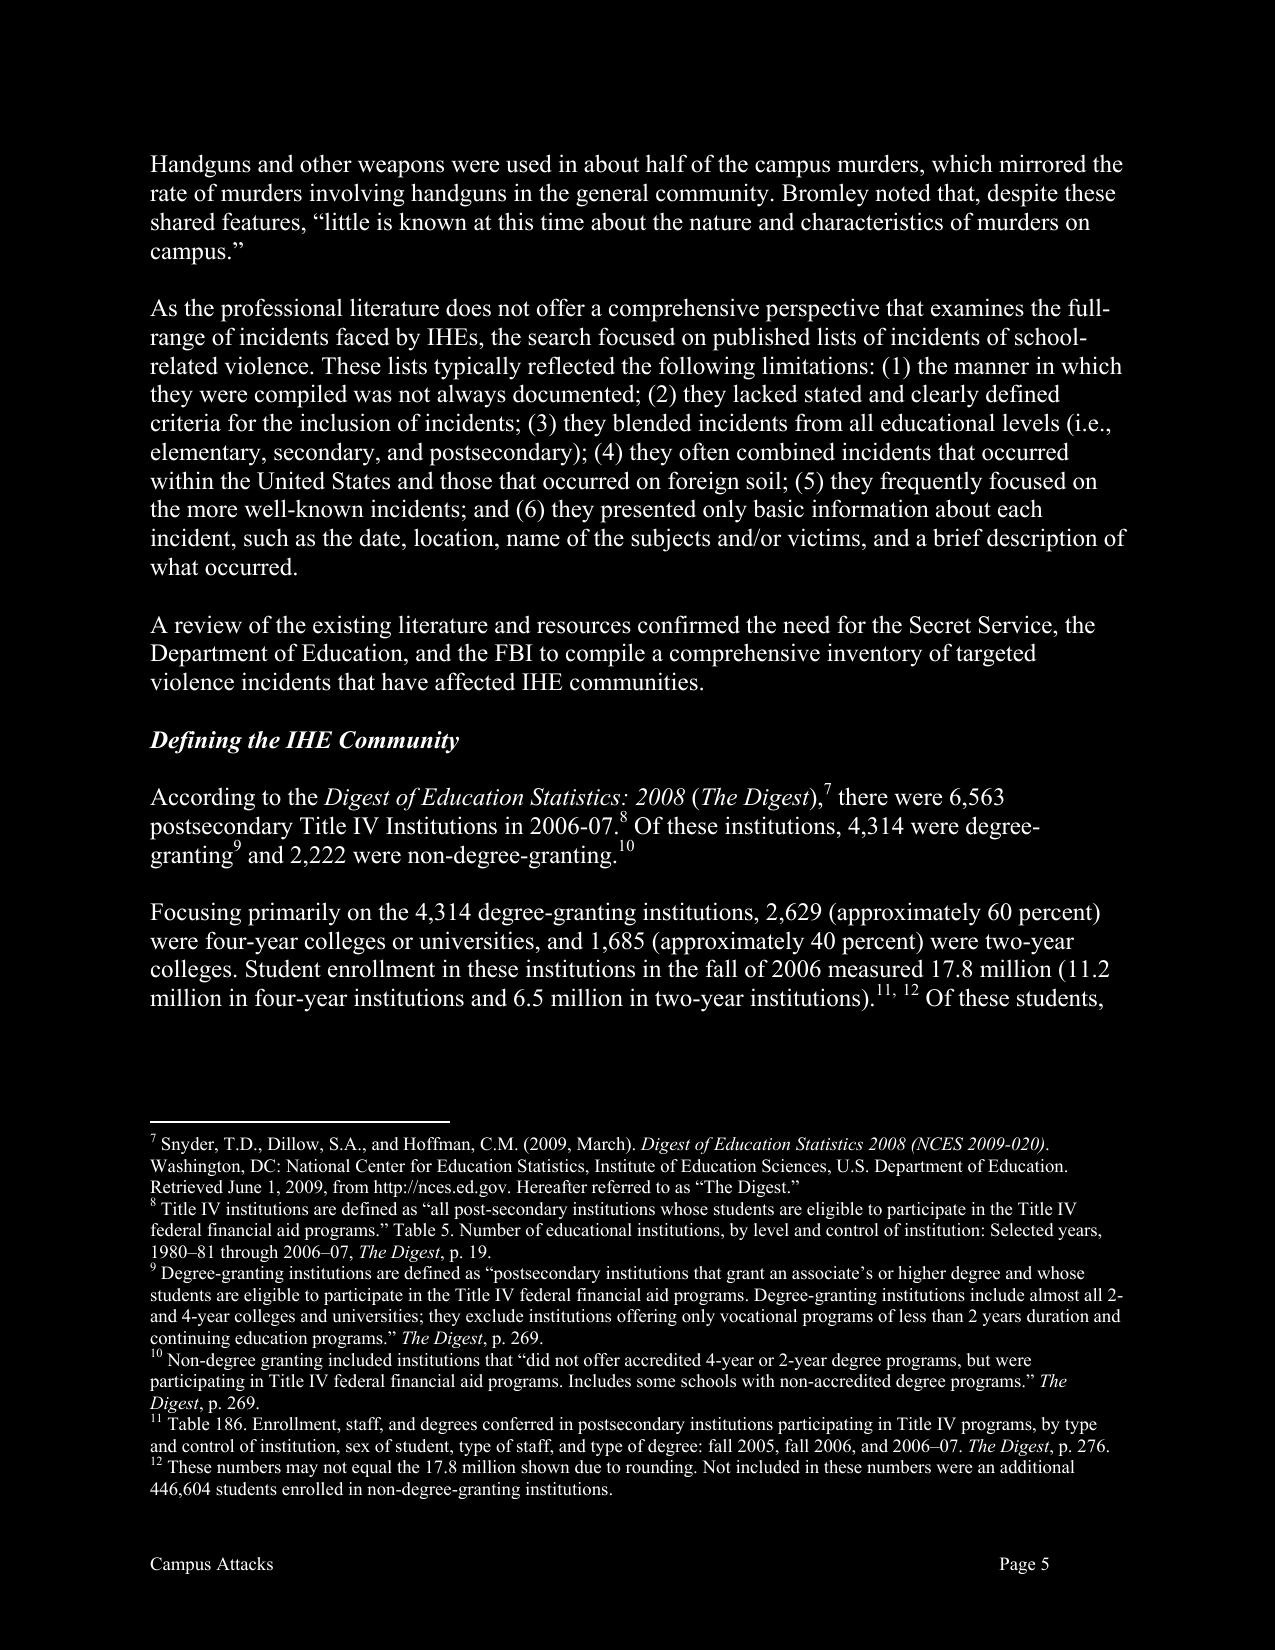 Handguns and other weapons were used in about half of the campus murders, which mirrored the
rate of murders involving handguns in the general community. Bromley noted that, despite these
shared features, “little is known at this time about the nature and characteristics of murders on
campus.”
As the professional literature does not offer a comprehensive perspective that examines the full-
range of incidents faced by IHEs, the search focused on published lists of incidents of school-
related violence. These lists typically reflected the following limitations: (1) the manner in which
they were compiled was not always documented; (2) they lacked stated and clearly defined
criteria for the inclusion of incidents; (3) they blended incidents from all educational levels (i.e.,
elementary, secondary, and postsecondary); (4) they often combined incidents that occurred
within the United States and those that occurred on foreign soil; (5) they frequently focused on
the more well-known incidents; and (6) they presented only basic information about each
incident, such as the date, location, name of the subjects and/or victims, and a brief description of
what occurred.
A review of the existing literature and resources confirmed the need for the Secret Service, the
Department of Education, and the FBI to compile a comprehensive inventory of targeted
violence incidents that have affected IHE communities.
Defining the IHE Community
According to the Digest of Education Statistics: 2008 (The Digest),7 there were 6,563
postsecondary Title IV Institutions in 2006-07.8 Of these institutions, 4,314 were degree-
granting9 and 2,222 were non-degree-granting.10
Focusing primarily on the 4,314 degree-granting institutions, 2,629 (approximately 60 percent)
were four-year colleges or universities, and 1,685 (approximately 40 percent) were two-year
colleges. Student enrollment in these institutions in the fall of 2006 measured 17.8 million (11.2
million in four-year institutions and 6.5 million in two-year institutions).11, 12 Of these students,
7 Snyder, T.D., Dillow, S.A., and Hoffman, C.M. (2009, March). Digest of Education Statistics 2008 (NCES 2009-020).
Washington, DC: National Center for Education Statistics, Institute of Education Sciences, U.S. Department of Education.
Retrieved June 1, 2009, from http://nces.ed.gov. Hereafter referred to as “The Digest.”
8 Title IV institutions are defined as “all post-secondary institutions whose students are eligible to participate in the Title IV
federal financial aid programs.” Table 5. Number of educational institutions, by level and control of institution: Selected years,
1980–81 through 2006–07, The Digest, p. 19.
9 Degree-granting institutions are defined as “postsecondary institutions that grant an associate’s or higher degree and whose
students are eligible to participate in the Title IV federal financial aid programs. Degree-granting institutions include almost all 2-
and 4-year colleges and universities; they exclude institutions offering only vocational programs of less than 2 years duration and
continuing education programs.” The Digest, p. 269.
10 Non-degree granting included institutions that “did not offer accredited 4-year or 2-year degree programs, but were
participating in Title IV federal financial aid programs. Includes some schools with non-accredited degree programs.” The
Digest, p. 269.
11 Table 186. Enrollment, staff, and degrees conferred in postsecondary institutions participating in Title IV programs, by type
and control of institution, sex of student, type of staff, and type of degree: fall 2005, fall 2006, and 2006–07. The Digest, p. 276.
12 These numbers may not equal the 17.8 million shown due to rounding. Not included in these numbers were an additional
446,604 students enrolled in non-degree-granting institutions.
Campus Attacks Page 5